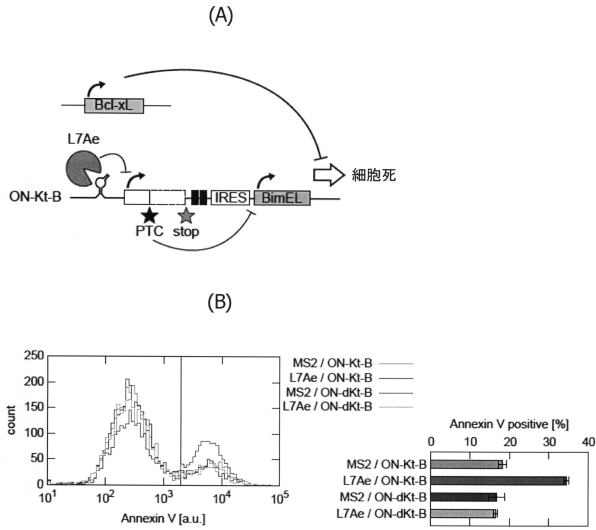 (A)
Bcl-xL
L7Ae
細胞死
ON-Kt-B
IRES
BimEL
PTC
stop
(B)
MS2 / ON-Kt-B
L7Ae / ON-Kt-B
MS2 / ON-dKt-B
L7Ae / ON-dKt-B
250
200
150
100
50
0
count
10¹ 10² 10³ 10⁴ 10⁵
Annexin V [a.u.]
Annexin V positive [%]
0 20 40
MS2 / ON-Kt-B
L7Ae / ON-Kt-B
MS2 / ON-dKt-B
L7Ae / ON-dKt-B